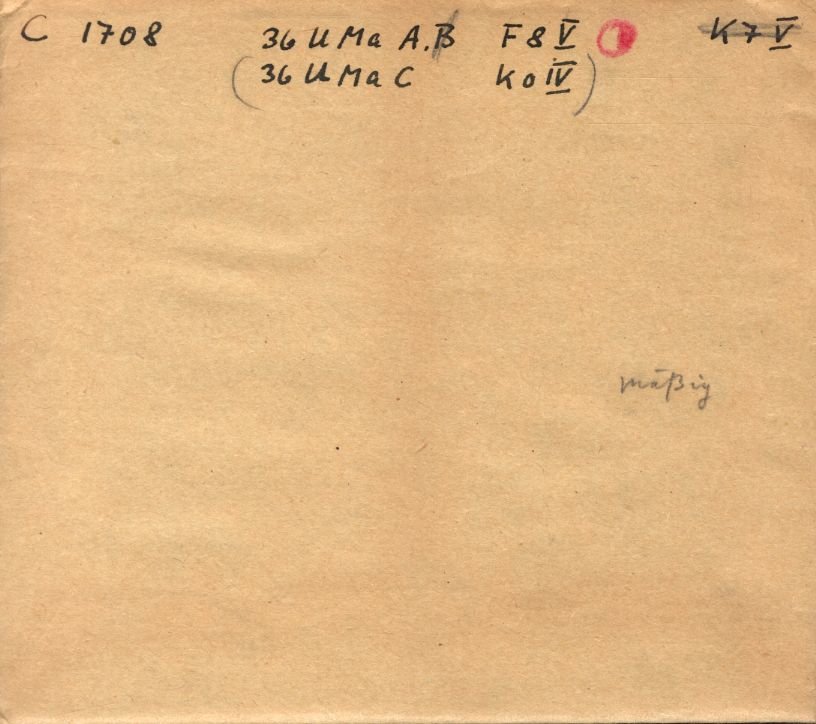 C 1708 36 U Ma A.B F8 V K7 V
(36 U Ma C K0 IV)
mäßig